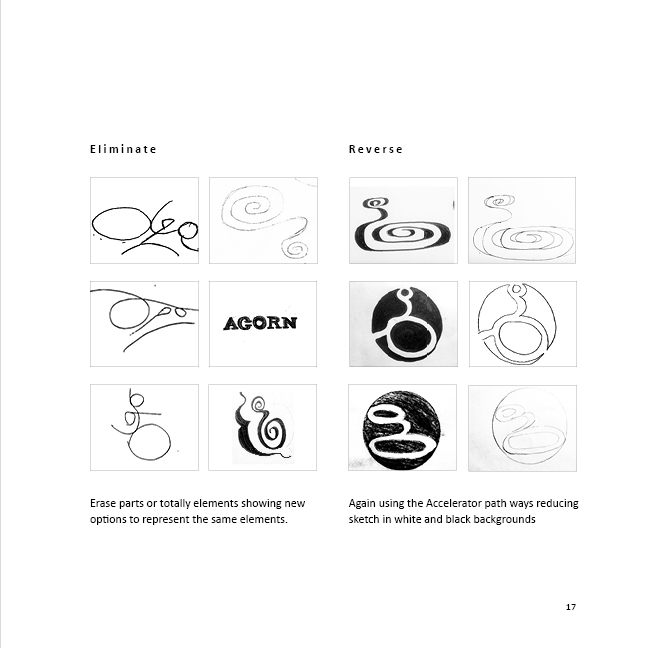 Eliminate
Reverse
AGORN
Erase parts or totally elements showing new
options to represent the same elements.
Again using the Accelerator path ways reducing
sketch in white and black backgrounds
17